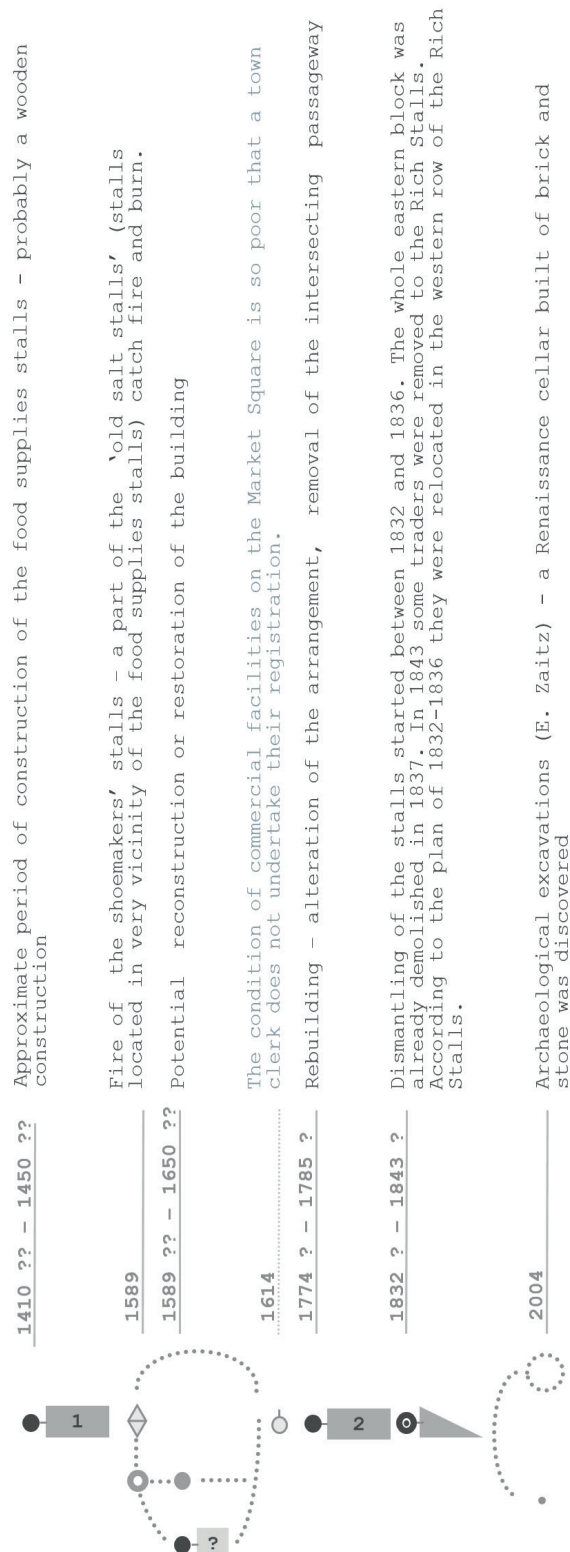 1410 ?? – 1450 ??
Approximate period of construction of the food supplies stalls – probably a wooden
construction
1
1589
Fire of the shoemakers' stalls – a part of the 'old salt stalls' (stalls
located in very vicinity of the food supplies stalls) catch fire and burn.
1589 ?? – 1650 ??
Potential reconstruction or restoration of the building
?
1614
The condition of commercial facilities on the Market Square is so poor that a town
clerk does not undertake their registration.
1774 ? – 1785 ?
Rebuilding – alteration of the arrangement, removal of the intersecting passageway
2
1832 ? – 1843 ?
Dismantling of the stalls started between 1832 and 1836. The whole eastern block was
already demolished in 1837. In 1843 some traders were removed to the Rich Stalls.
According to the plan of 1832-1836 they were relocated in the western row of the Rich
Stalls.
2004
Archaeological excavations (E. Zaitz) – a Renaissance cellar built of brick and
stone was discovered